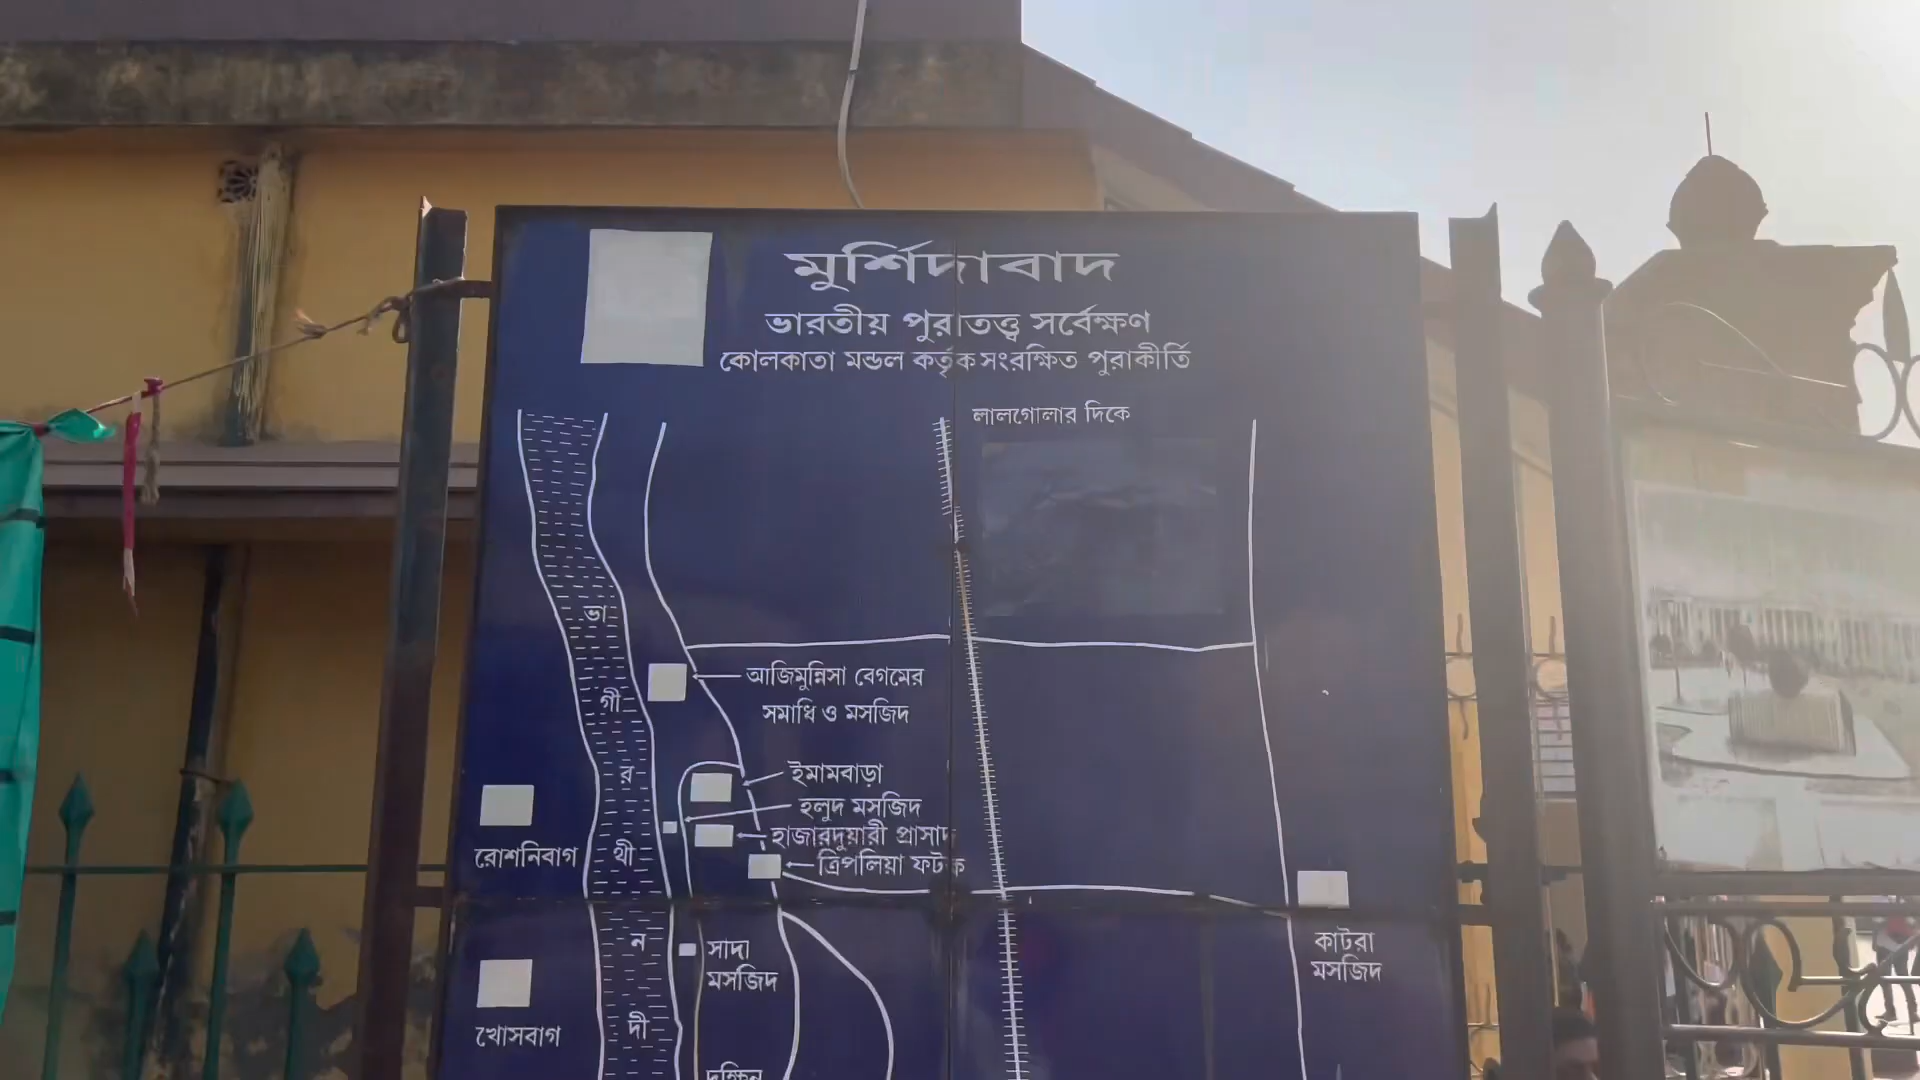 মুর্শিদাবাদ
ভারতীয় পুরাতত্ত্ব সর্বেক্ষণ
কোলকাতা মন্ডল কর্তৃক সংরক্ষিত পুরাকীর্তি
লালগোলার দিকে
ভা
গী
র
থী
ন
দী
আজিমুন্নিসা বেগমের
সমাধি ও মসজিদ
ইমামবাড়া
হলুদ মসজিদ
হাজারদুয়ারী প্রাসাদ
ত্রিপলিয়া ফটক
রোশনিবাগ
কাটরা
মসজিদ
সাদা
মসজিদ
খোসবাগ